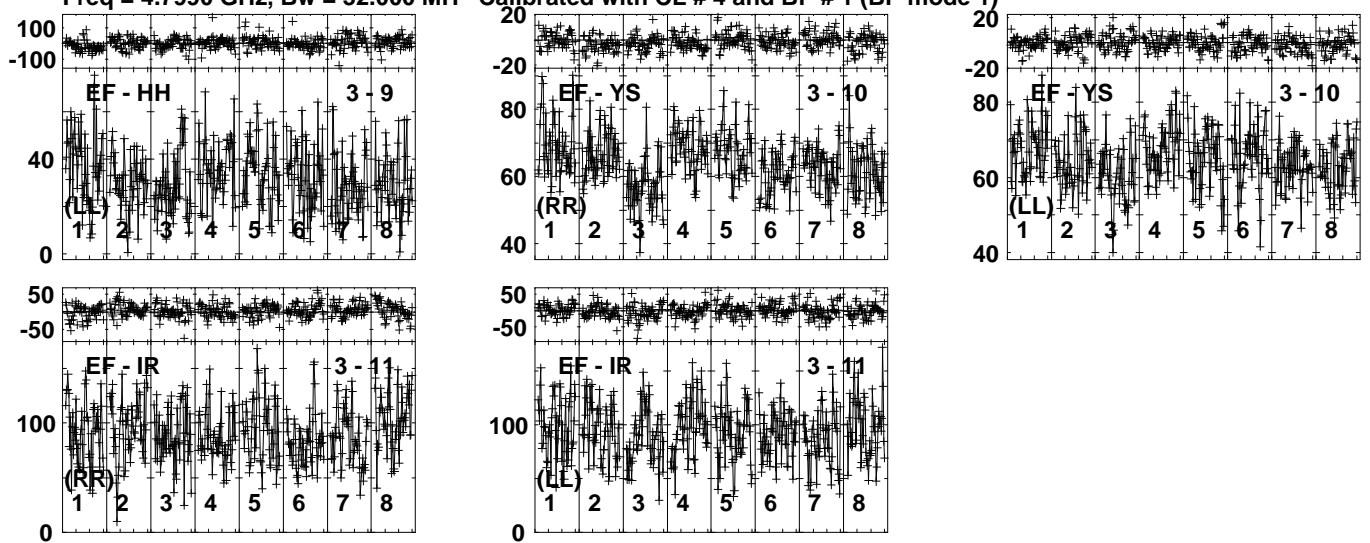 Freq = GHz, Bw = MH Calibrated with CL # 4 and BP # 1 (BP mode 1)
100
-100
EF - HH 3 - 9
40
(LL)
1 2 3 4 5 6 7 8
0
20
-20
EF - YS 3 - 10
80
60
(RR)
1 2 3 4 5 6 7 8
40
20
-20
EF - YS 3 - 10
80
60
(LL)
1 2 3 4 5 6 7 8
40
50
-50
EF - IR 3 - 11
100
(RR)
1 2 3 4 5 6 7 8
0
50
-50
EF - IR 3 - 11
100
(LL)
1 2 3 4 5 6 7 8
0